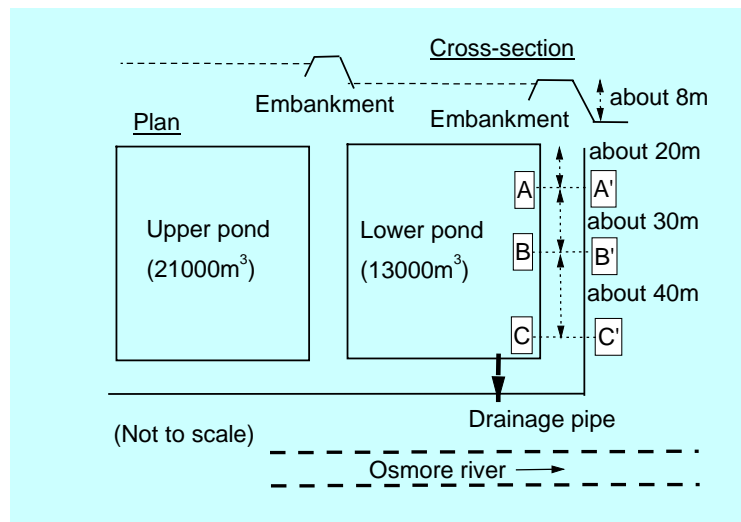 Cross-section
Embankment
about 8m
Embankment
Plan
about 20m
A
A'
Upper pond
(21000m³)
Lower pond
(13000m³)
about 30m
B
B'
about 40m
C
C'
Drainage pipe
(Not to scale)
Osmore river